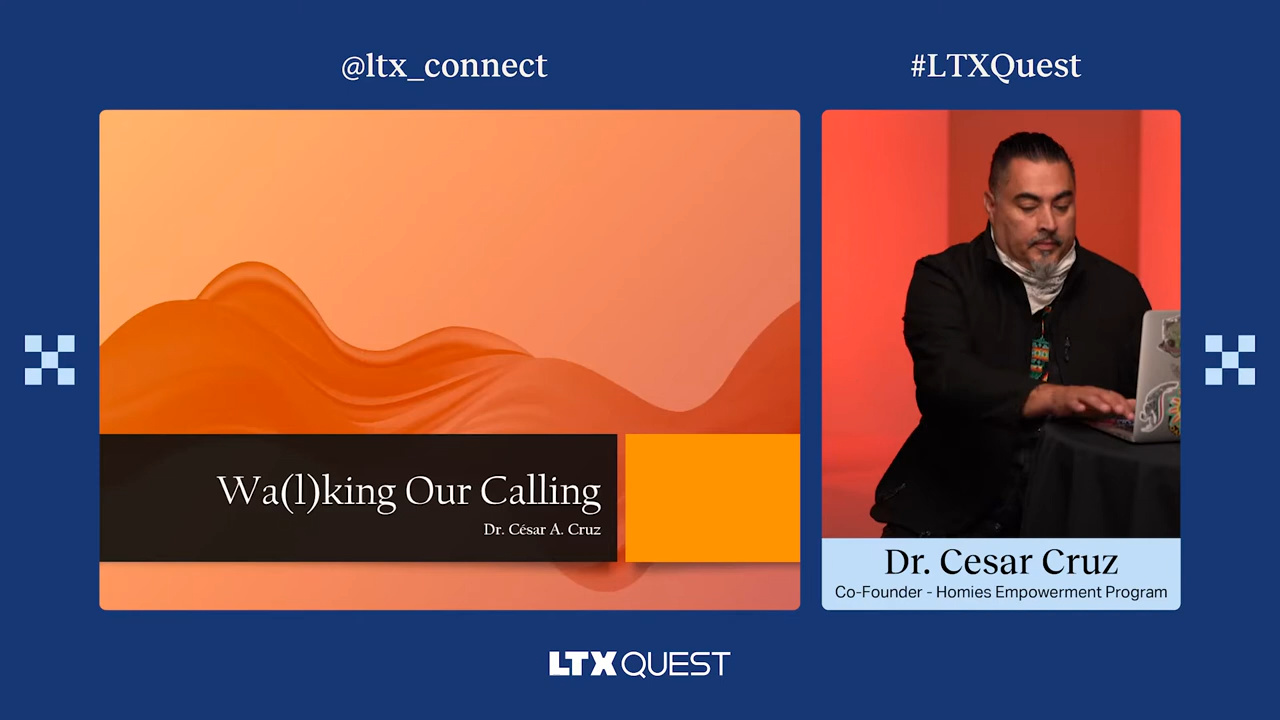 @ltx_connect
#LTXQuest
Wa(l)king Our Calling
Dr. César A. Cruz
Dr. Cesar Cruz
Co-Founder - Homies Empowerment Program
LTX QUEST